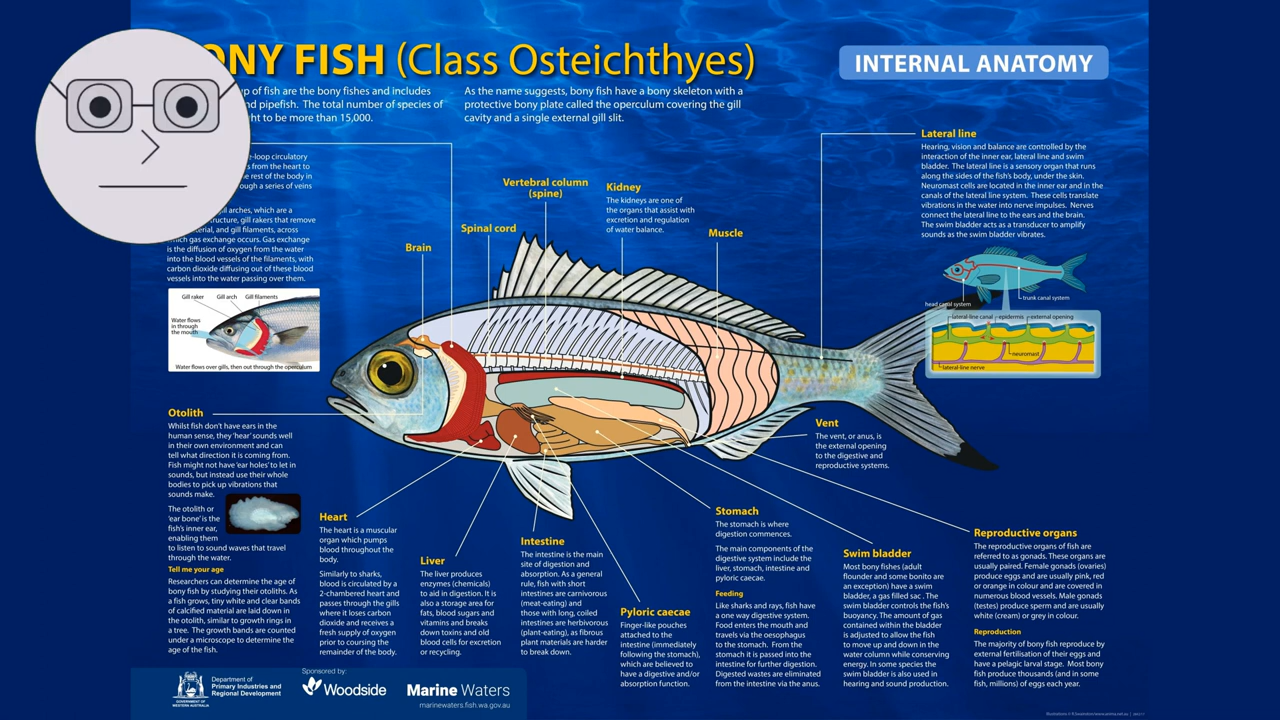 ONY FISH (Class Osteichthyes)
INTERNAL ANATOMY
up of fish are the bony fishes and includes
nd pipefish. The total number of species of
ht to be more than 15,000.
As the name suggests, bony fish have a bony skeleton with a
protective bony plate called the operculum covering the gill
cavity and a single external gill slit.
-loop circulatory
s from the heart to
e rest of the body in
ough a series of veins
ll arches, which are a
ructure, gill rakers that remove
terial, and gill filaments, across
which gas exchange occurs. Gas exchange
is the diffusion of oxygen from the water
into the blood vessels of the filaments, with
carbon dioxide diffusing out of these blood
vessels into the water passing over them.
Gill raker
Gill arch
Gill filaments
Water flows
in through
the mouth
Water flows over gills, then out through the operculum
Brain
Spinal cord
Vertebral column
(spine)
Kidney
The kidneys are one of
the organs that assist with
excretion and regulation
of water balance.
Muscle
Lateral line
Hearing, vision and balance are controlled by the
interaction of the inner ear, lateral line and swim
bladder. The lateral line is a sensory organ that runs
along the sides of the fish's body, under the skin.
Neuromast cells are located in the inner ear and in the
canals of the lateral line system. These cells translate
vibrations in the water into nerve impulses. Nerves
connect the lateral line to the ears and the brain.
The swim bladder acts as a transducer to amplify
sounds as the swim bladder vibrates.
head canal system
trunk canal system
lateral-line canal
epidermis
external opening
neuromast
lateral-line nerve
Otolith
Whilst fish don't have ears in the
human sense, they 'hear' sounds well
in their own environment and can
tell what direction it is coming from.
Fish might not have 'ear holes' to let in
sounds, but instead use their whole
bodies to pick up vibrations that
sounds make.
The otolith or
'ear bone' is the
fish's inner ear,
enabling them
to listen to sound waves that travel
through the water.
Tell me your age
Researchers can determine the age of
bony fish by studying their otoliths. As
a fish grows, tiny white and clear bands
of calcified material are laid down in
the otolith, similar to growth rings in
a tree. The growth bands are counted
under a microscope to determine the
age of the fish.
Heart
The heart is a muscular
organ which pumps
blood throughout the
body.
Similarly to sharks,
blood is circulated by a
2-chambered heart and
passes through the gills
where it loses carbon
dioxide and receives a
fresh supply of oxygen
prior to coursing the
remainder of the body.
Liver
The liver produces
enzymes (chemicals)
to aid in digestion. It is
also a storage area for
fats, blood sugars and
vitamins and breaks
down toxins and old
blood cells for excretion
or recycling.
Intestine
The intestine is the main
site of digestion and
absorption. As a general
rule, fish with short
intestines are carnivorous
(meat-eating) and
those with long, coiled
intestines are herbivorous
(plant-eating), as fibrous
plant materials are harder
to break down.
Pyloric caecae
Finger-like pouches
attached to the
intestine (immediately
following the stomach),
which are believed to
have a digestive and/or
absorption function.
Stomach
The stomach is where
digestion commences.
The main components of the
digestive system include the
liver, stomach, intestine and
pyloric caecae.
Feeding
Like sharks and rays, fish have
a one way digestive system.
Food enters the mouth and
travels via the oesophagus
to the stomach. From the
stomach it is passed into the
intestine for further digestion.
Digested wastes are eliminated
from the intestine via the anus.
Vent
The vent, or anus, is
the external opening
to the digestive and
reproductive systems.
Swim bladder
Most bony fishes (adult
flounder and some bonito are
an exception) have a swim
bladder, a gas filled sac . The
swim bladder controls the fish's
buoyancy. The amount of gas
contained within the bladder
is adjusted to allow the fish
to move up and down in the
water column while conserving
energy. In some species the
swim bladder is also used in
hearing and sound production.
Reproductive organs
The reproductive organs of fish are
referred to as gonads. These organs are
usually paired. Female gonads (ovaries)
produce eggs and are usually pink, red
or orange in colour and are covered in
numerous blood vessels. Male gonads
(testes) produce sperm and are usually
white (cream) or grey in colour.
Reproduction
The majority of bony fish reproduce by
external fertilisation of their eggs and
have a pelagic larval stage. Most bony
fish produce thousands (and in some
fish, millions) of eggs each year.
GOVERNMENT OF
WESTERN AUSTRALIA
Department of
Primary Industries and
Regional Development
Sponsored by:
Woodside
Marine Waters
marinewaters.fish.wa.gov.au